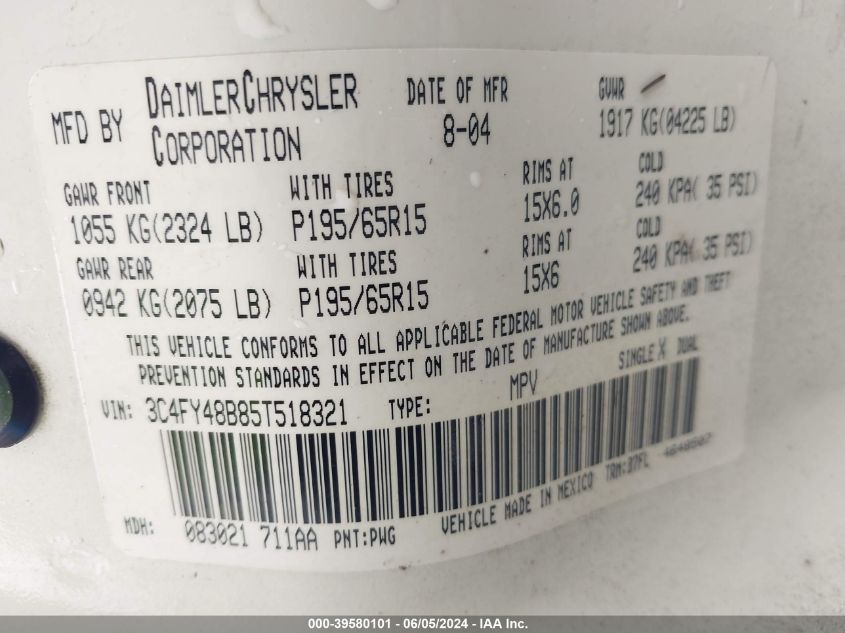 MFD BY DAIMLERCHRYSLER CORPORATION
DATE OF MFR 8-04
GVWR 1917 KG(04225 LB)
GAWR FRONT WITH TIRES RIMS AT COLD
1055 KG(2324 LB) P195/65R15 15X6.0 240 KPA( 35 PSI)
GAWR REAR WITH TIRES RIMS AT COLD
0942 KG(2075 LB) P195/65R15 15X6 240 KPA( 35 PSI)
THIS VEHICLE CONFORMS TO ALL APPLICABLE FEDERAL MOTOR VEHICLE SAFETY AND THEFT
PREVENTION STANDARDS IN EFFECT ON THE DATE OF MANUFACTURE SHOWN ABOVE.
VIN: 3C4FY48B85T518321 TYPE: MPV SINGLE X DUAL
MDH: 083021 711AA PNT:PWG VEHICLE MADE IN MEXICO TRM:D7FL
000-39580101 - 06/05/2024 - IAA Inc.